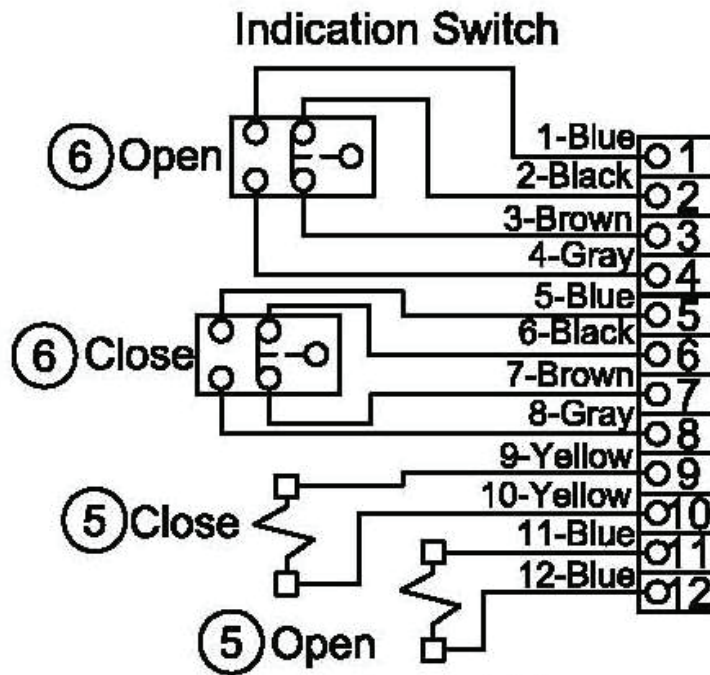 Indication Switch
6 Open
1-Blue 1
2-Black 2
3-Brown 3
4-Gray 4
6 Close
5-Blue 5
6-Black 6
7-Brown 7
8-Gray 8
5 Close
9-Yellow 9
10-Yellow 10
5 Open
11-Blue 11
12-Blue 12